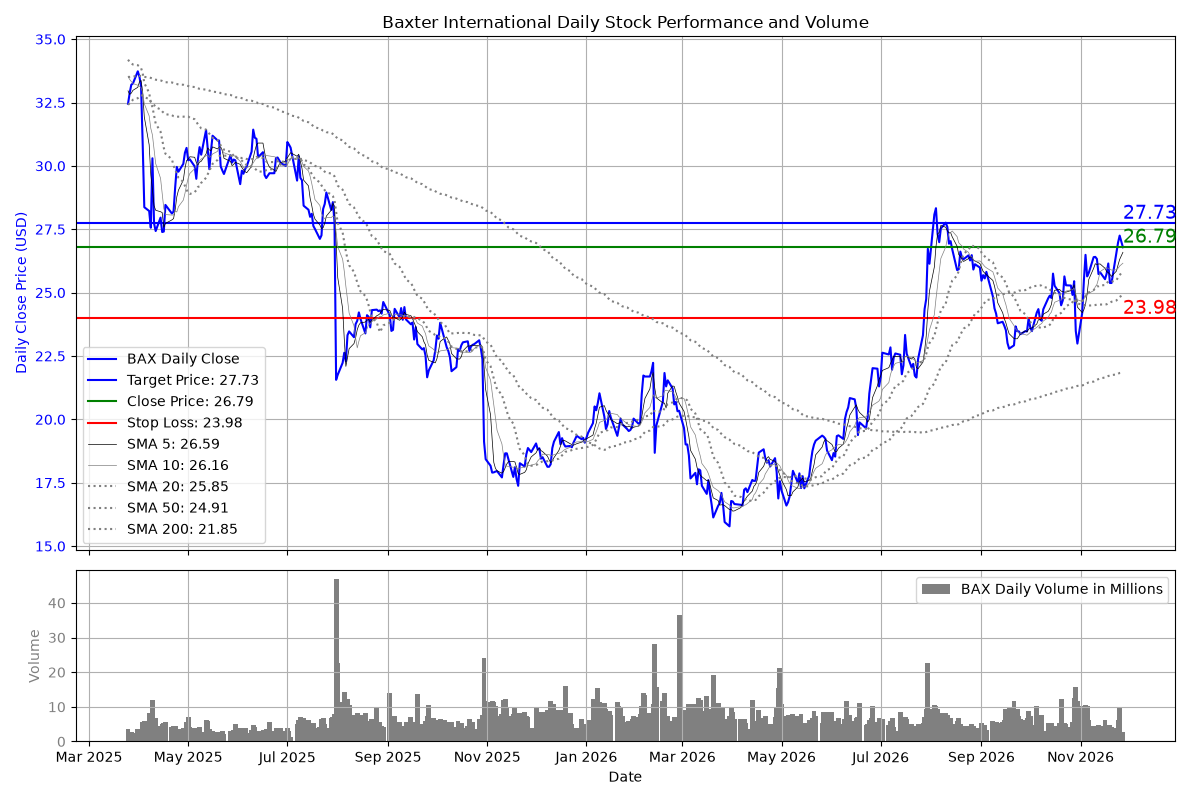 Baxter International Daily Stock Performance and Volume
Daily Close Price (USD)
35.0
32.5
30.0
27.5
25.0
22.5
20.0
17.5
15.0
27.73
26.79
23.98
BAX Daily Close
Target Price: 27.73
Close Price: 26.79
Stop Loss: 23.98
SMA 5: 26.59
SMA 10: 26.16
SMA 20: 25.85
SMA 50: 24.91
SMA 200: 21.85
Volume
40
30
20
10
0
BAX Daily Volume in Millions
Mar 2025 May 2025 Jul 2025 Sep 2025 Nov 2025 Jan 2026 Mar 2026 May 2026 Jul 2026 Sep 2026 Nov 2026
Date